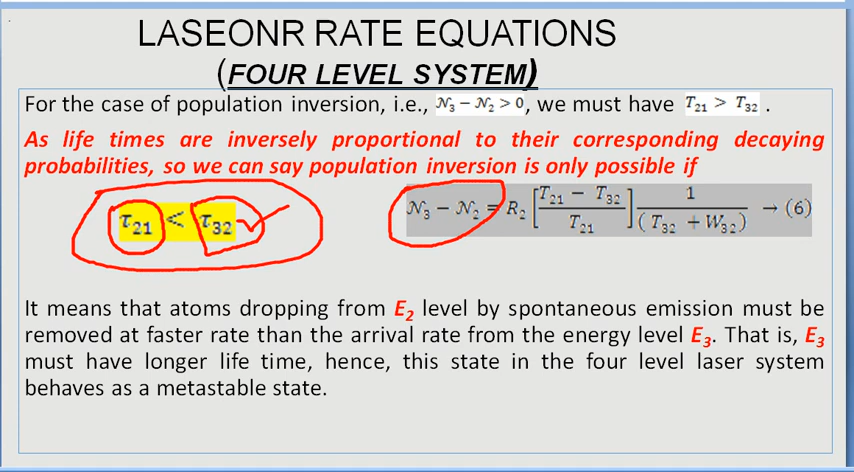 LASEONR RATE EQUATIONS
(FOUR LEVEL SYSTEM)
For the case of population inversion, i.e., 𝒩₃ − 𝒩₂ > 0, we must have T₂₁ > T₃₂ .
As life times are inversely proportional to their corresponding decaying
probabilities, so we can say population inversion is only possible if
τ₂₁ < τ₃₂
𝒩₃ − 𝒩₂ = R₂ [(T₂₁ − T₃₂)/T₂₁] 1/(T₃₂ + W₃₂) → (6)
It means that atoms dropping from E₂ level by spontaneous emission must be
removed at faster rate than the arrival rate from the energy level E₃. That is, E₃
must have longer life time, hence, this state in the four level laser system
behaves as a metastable state.